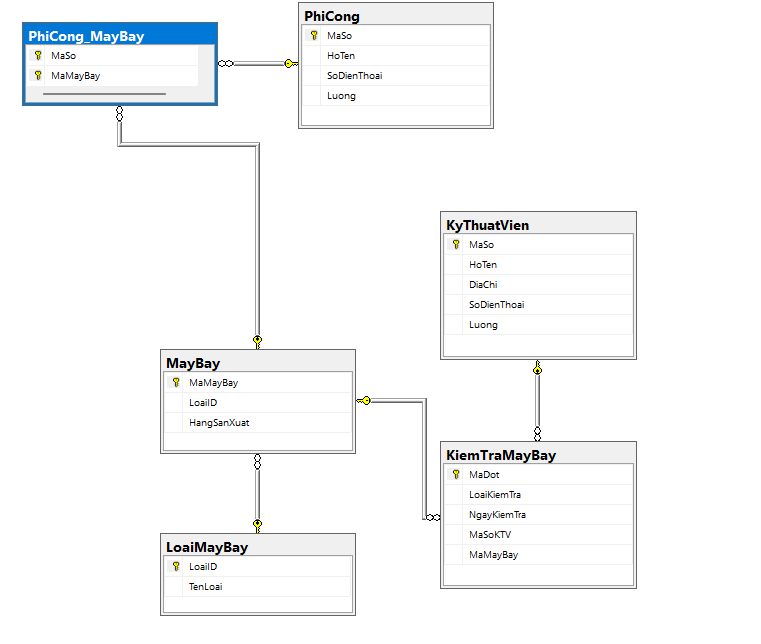 PhiCong_MayBay
MaSo
MaMayBay
PhiCong
MaSo
HoTen
SoDienThoai
Luong
KyThuatVien
MaSo
HoTen
DiaChi
SoDienThoai
Luong
MayBay
MaMayBay
LoaiID
HangSanXuat
KiemTraMayBay
MaDot
LoaiKiemTra
NgayKiemTra
MaSoKTV
MaMayBay
LoaiMayBay
LoaiID
TenLoai